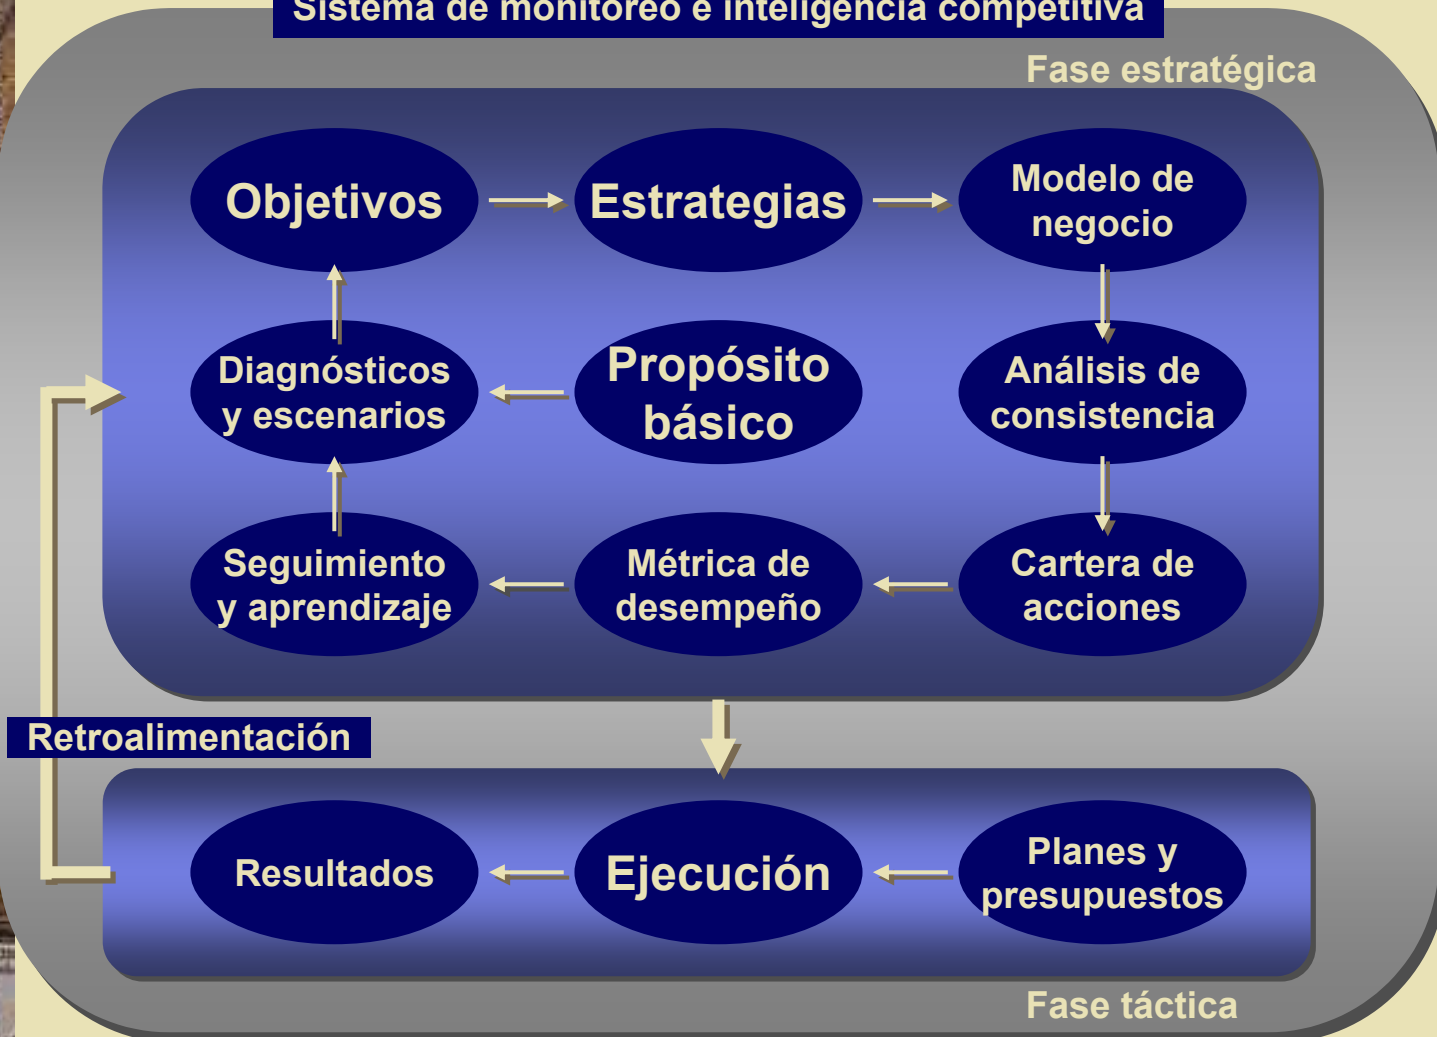 Sistema de monitoreo e inteligencia competitiva
Fase estratégica
Objetivos
Estrategias
Modelo de
negocio
Diagnósticos
y escenarios
Propósito
básico
Análisis de
consistencia
Seguimiento
y aprendizaje
Métrica de
desempeño
Cartera de
acciones
Retroalimentación
Resultados
Ejecución
Planes y
presupuestos
Fase táctica